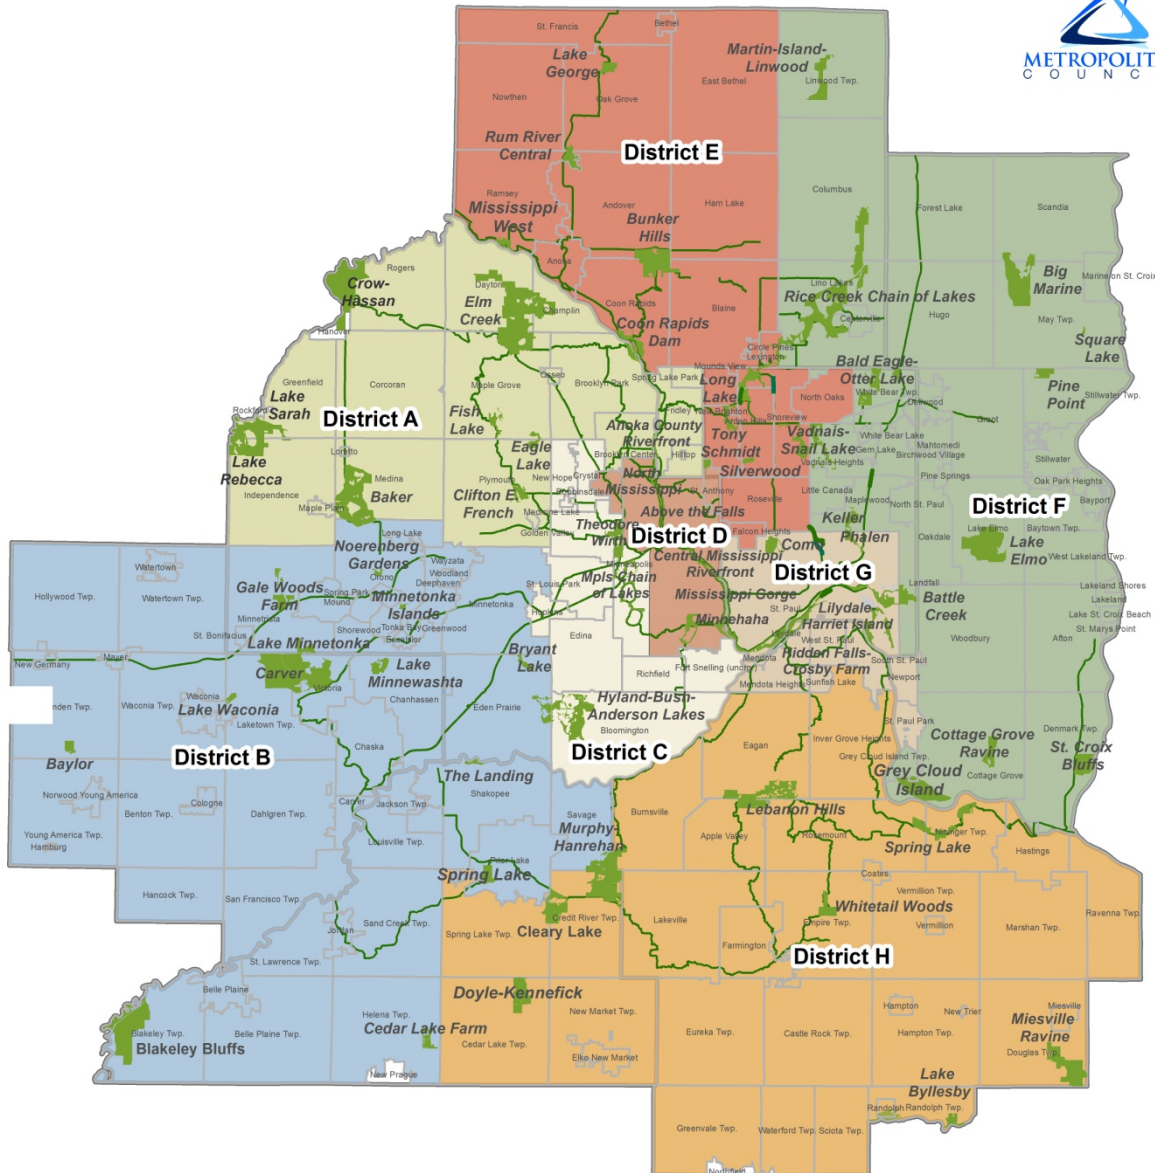 METROPOLIT
COUNC
St. Francis
Bethel
Lake
George
Martin-Island-
Linwood
Linwood Twp.
East Bethel
Nowthen
Oak Grove
Rum River
Central
District E
Ramsey
Mississippi
West
Andover
Ham Lake
Bunker
Hills
Columbus
Forest Lake
Scandia
Anoka
Rogers
Crow-
Hassan
Dayton
Elm
Creek
Champlin
Coon Rapids
Blaine
Coon Rapids
Dam
Lino Lakes
Rice Creek Chain of Lakes
Centerville
Hugo
Big
Marine
Marine on St. Croix
May Twp.
Square
Lake
Hanover
Circle Pines
Lexington
Mounds View
Bald Eagle-
Otter Lake
White Bear Twp.
Dellwood
Pine
Point
Stillwater Twp.
Greenfield
Corcoran
Maple Grove
Osseo
Brooklyn Park
Spring Lake Park
Long
Lake
North Oaks
Lake
Sarah
Rockford
District A
Fish
Lake
Fridley
New Brighton
Arden Hills
Shoreview
Grant
Anoka County
Riverfront
Tony
Schmidt
Vadnais-
Snail Lake
White Bear Lake
Gem Lake
Mahtomedi
Birchwood Village
Stillwater
Loretto
Eagle
Lake
Brooklyn Center
Hilltop
Silverwood
Vadnais Heights
Lake
Rebecca
Independence
Medina
Baker
Plymouth
New Hope
Crystal
Robbinsdale
North
Mississippi
St. Anthony
Roseville
Little Canada
Maplewood
Pine Springs
Oak Park Heights
Bayport
Maple Plain
Clifton E.
French
Medicine Lake
Above the Falls
North St. Paul
District F
Long Lake
Golden Valley
Theodore
Wirth
District D
Falcon Heights
Keller
Phalen
Oakdale
Lake Elmo
Baytown Twp.
Lake
Elmo
West Lakeland Twp.
Noerenberg
Gardens
Orono
Wayzata
Woodland
Deephaven
Minneapolis
Central Mississippi
Riverfront
Como
District G
Watertown
Hollywood Twp.
Watertown Twp.
Gale Woods
Farm
Minnetrista
Spring Park
Mound
Minnetonka
Islands
Minnetonka
St. Louis Park
Mpls Chain
of Lakes
Mississippi Gorge
St. Paul
Landfall
Battle
Creek
Lakeland Shores
Lakeland
Lake St. Croix Beach
St. Marys Point
Hopkins
Minnehaha
Lilydale-
Harriet Island
St. Bonifacius
Shorewood
Tonka Bay
Excelsior
Greenwood
Lake Minnetonka
Edina
Lilydale
West St. Paul
Woodbury
Afton
New Germany
Mayer
Bryant
Lake
Richfield
Fort Snelling (unorg.)
Mendota
Hidden Falls-
Crosby Farm
South St. Paul
Carver
Victoria
Lake
Minnewashta
Mendota Heights
Sunfish Lake
Newport
Waconia
Chanhassen
Hyland-Bush-
Anderson Lakes
nden Twp.
Waconia Twp.
Lake Waconia
Laketown Twp.
Eden Prairie
Bloomington
St. Paul Park
Denmark Twp.
Baylor
District B
Chaska
District C
Eagan
Inver Grove Heights
Grey Cloud Island Twp.
Cottage Grove
Ravine
Cottage Grove
St. Croix
Bluffs
The Landing
Shakopee
Grey Cloud
Island
Norwood Young America
Cologne
Benton Twp.
Dahlgren Twp.
Carver
Jackson Twp.
Savage
Burnsville
Lebanon Hills
Young America Twp.
Hamburg
Louisville Twp.
Murphy-
Hanrehan
Apple Valley
Rosemount
Spring Lake
Nininger Twp.
Hastings
Prior Lake
Spring Lake
Coates
Hancock Twp.
San Francisco Twp.
Vermillion Twp.
Sand Creek Twp.
Jordan
Spring Lake Twp.
Credit River Twp.
Cleary Lake
Lakeville
Whitetail Woods
Empire Twp.
Vermillion
Marshan Twp.
Ravenna Twp.
Farmington
St. Lawrence Twp.
District H
Belle Plaine
Doyle-Kennefick
Blakeley Twp.
Blakeley Bluffs
Belle Plaine Twp.
Helena Twp.
Cedar Lake Farm
New Market Twp.
Cedar Lake Twp.
Elko New Market
Eureka Twp.
Castle Rock Twp.
Hampton
Hampton Twp.
New Trier
Miesville
Miesville
Ravine
Douglas Twp.
New Prague
Lake
Byllesby
Randolph
Randolph Twp.
Greenvale Twp.
Waterford Twp.
Sciota Twp.
Northfield